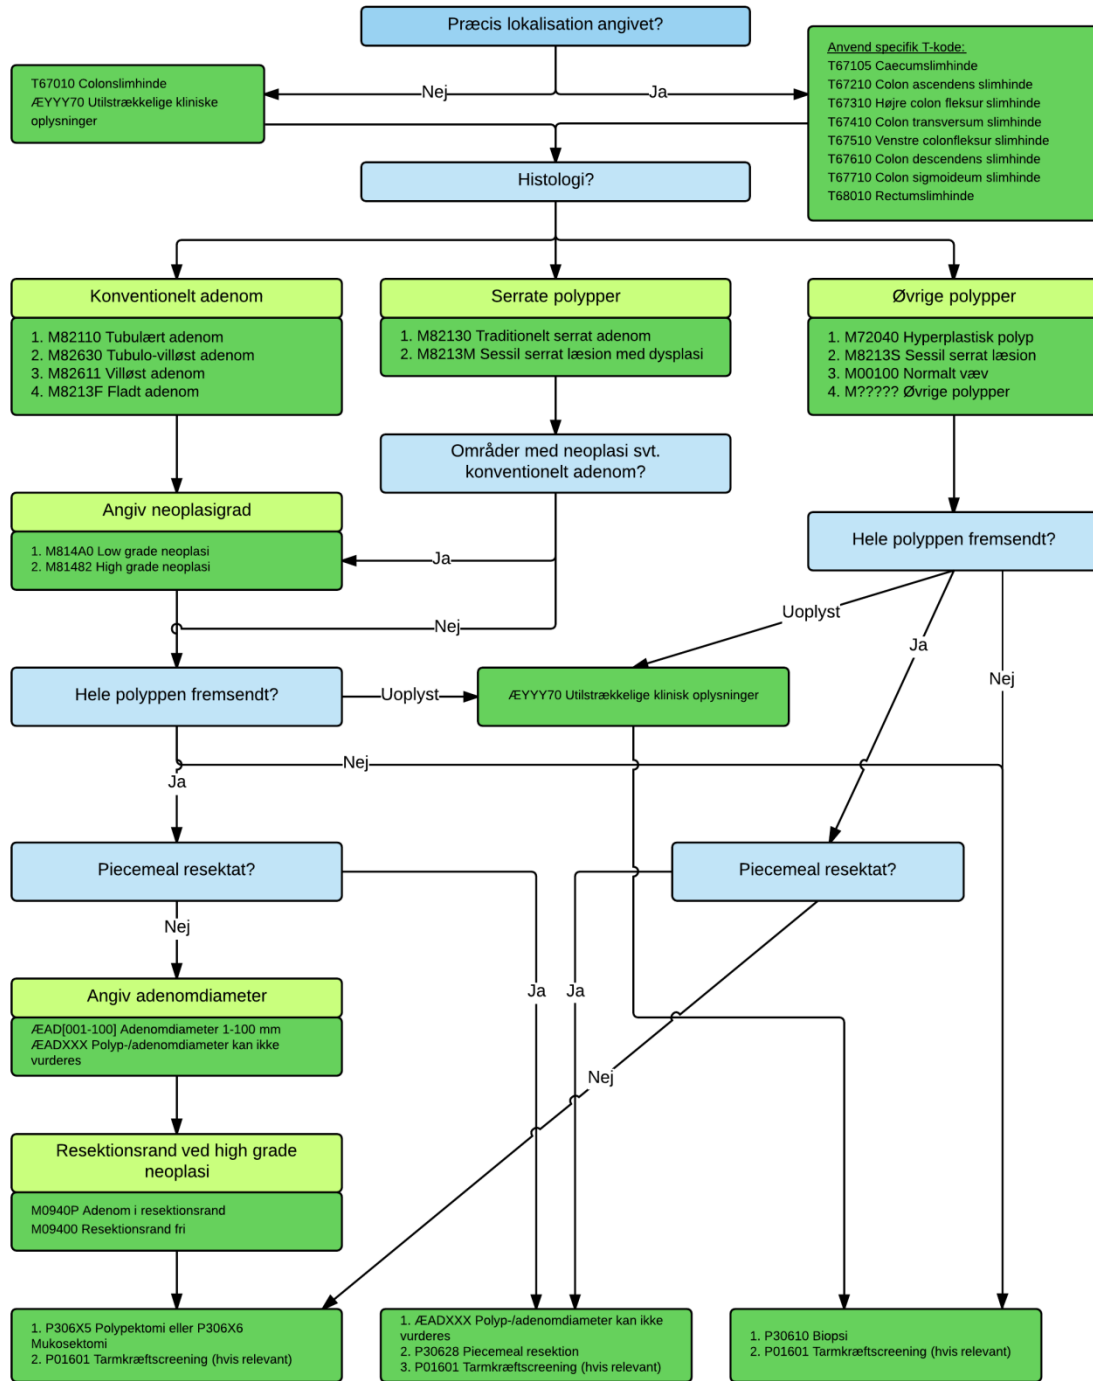 Præcis lokalisation angivet?
Nej
Ja
T67010 Colonslimhinde
ÆYYY70 Utilstrækkelige kliniske
oplysninger
Anvend specifik T-kode:
T67105 Caecumslimhinde
T67210 Colon ascendens slimhinde
T67310 Højre colon fleksur slimhinde
T67410 Colon transversum slimhinde
T67510 Venstre colonfleksur slimhinde
T67610 Colon descendens slimhinde
T67710 Colon sigmoideum slimhinde
T68010 Rectumslimhinde
Histologi?
Konventionelt adenom
1. M82110 Tubulært adenom
2. M82630 Tubulo-villøst adenom
3. M82611 Villøst adenom
4. M8213F Fladt adenom
Serrate polypper
1. M82130 Traditionelt serrat adenom
2. M8213M Sessil serrat læsion med dysplasi
Øvrige polypper
1. M72040 Hyperplastisk polyp
2. M8213S Sessil serrat læsion
3. M00100 Normalt væv
4. M????? Øvrige polypper
Områder med neoplasi svt.
konventionelt adenom?
Angiv neoplasigrad
1. M814A0 Low grade neoplasi
2. M81482 High grade neoplasi
Ja
Nej
Hele polyppen fremsendt?
Uoplyst
Ja
Nej
Hele polyppen fremsendt?
Uoplyst
ÆYYY70 Utilstrækkelige klinisk oplysninger
Nej
Ja
Piecemeal resektat?
Piecemeal resektat?
Nej
Ja
Ja
Nej
Angiv adenomdiameter
ÆAD[001-100] Adenomdiameter 1-100 mm
ÆADXXX Polyp-/adenomdiameter kan ikke
vurderes
Resektionsrand ved high grade
neoplasi
M0940P Adenom i resektionsrand
M09400 Resektionsrand fri
1. P306X5 Polypektomi eller P306X6
Mukosektomi
2. P01601 Tarmkræftscreening (hvis relevant)
1. ÆADXXX Polyp-/adenomdiameter kan ikke
vurderes
2. P30628 Piecemeal resektion
3. P01601 Tarmkræftscreening (hvis relevant)
1. P30610 Biopsi
2. P01601 Tarmkræftscreening (hvis relevant)